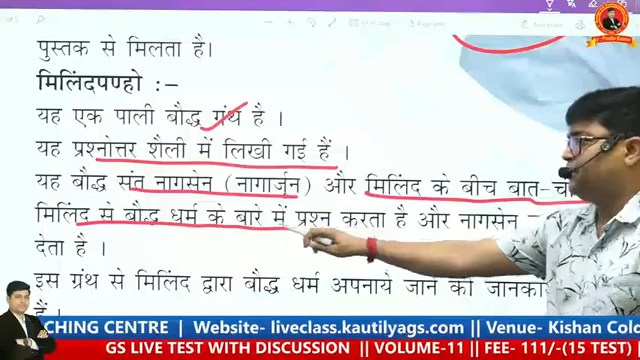 पुस्तक से मिलता है।
मिलिंदपण्हो :-
यह एक पाली बौद्ध ग्रंथ है ।
यह प्रश्नोत्तर शैली में लिखी गई हैं ।
यह बौद्ध संत नागसेन (नागार्जुन) और मिलिंद के बीच बात-च
मिलिंद से बौद्ध धर्म के बारे में प्रश्न करता है और नागसेन
देता है ।
इस ग्रंथ से मिलिंद द्वारा बौद्ध धर्म अपनाये जान की जानका
हैं ।
CHING CENTRE | Website- liveclass.kautilyags.com || Venue- Kishan Colo
GS LIVE TEST WITH DISCUSSION || VOLUME-11 || FEE- 111/-(15 TEST)